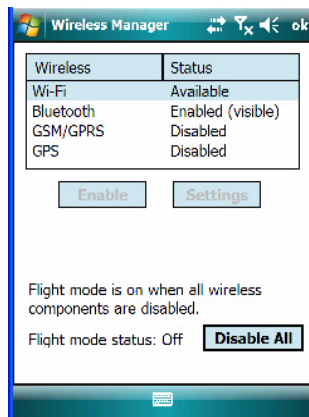 Wireless Manager ok
Wireless Status
Wi-Fi Available
Bluetooth Enabled (visible)
GSM/GPRS Disabled
GPS Disabled
Enable Settings
Flight mode is on when all wireless
components are disabled.
Flight mode status: Off Disable All